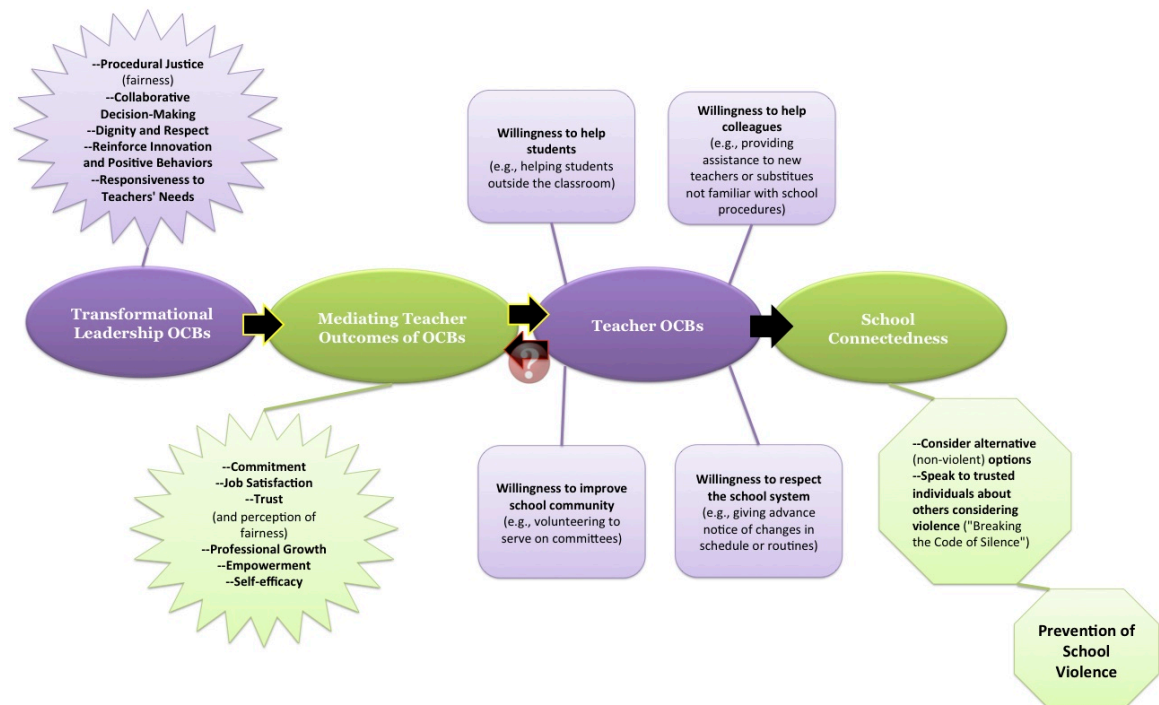 --Procedural Justice
(fairness)
--Collaborative
Decision-Making
--Dignity and Respect
--Reinforce Innovation
and Positive Behaviors
--Responsiveness to
Teachers' Needs
Willingness to help
students
(e.g., helping students
outside the classroom)
Willingness to help
colleagues
(e.g., providing
assistance to new
teachers or substitues
not familiar with school
procedures)
Transformational
Leadership OCBs
Mediating Teacher
Outcomes of OCBs
?
Teacher OCBs
School
Connectedness
--Commitment
--Job Satisfaction
--Trust
(and perception of
fairness)
--Professional Growth
--Empowerment
--Self-efficacy
Willingness to improve
school community
(e.g., volunteering to
serve on committees)
Willingness to respect
the school system
(e.g., giving advance
notice of changes in
schedule or routines)
--Consider alternative
(non-violent) options
--Speak to trusted
individuals about
others considering
violence ("Breaking
the Code of Silence")
Prevention of
School
Violence